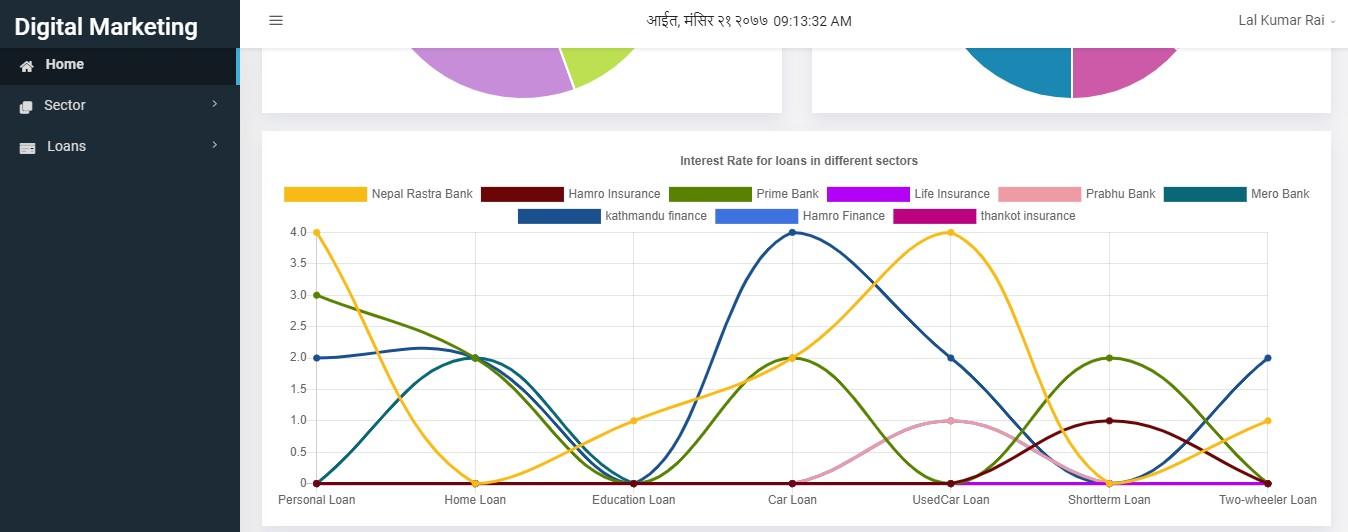 Digital Marketing
आईत, मंसिर २१ २०७७ 09:13:32 AM
Lal Kumar Rai
Home
Sector
Loans
Interest Rate for loans in different sectors
Nepal Rastra Bank Hamro Insurance Prime Bank Life Insurance Prabhu Bank Mero Bank
kathmandu finance Hamro Finance thankot insurance
4.0
3.5
3.0
2.5
2.0
1.5
1.0
0.5
0
Personal Loan Home Loan Education Loan Car Loan UsedCar Loan Shortterm Loan Two-wheeler Loan